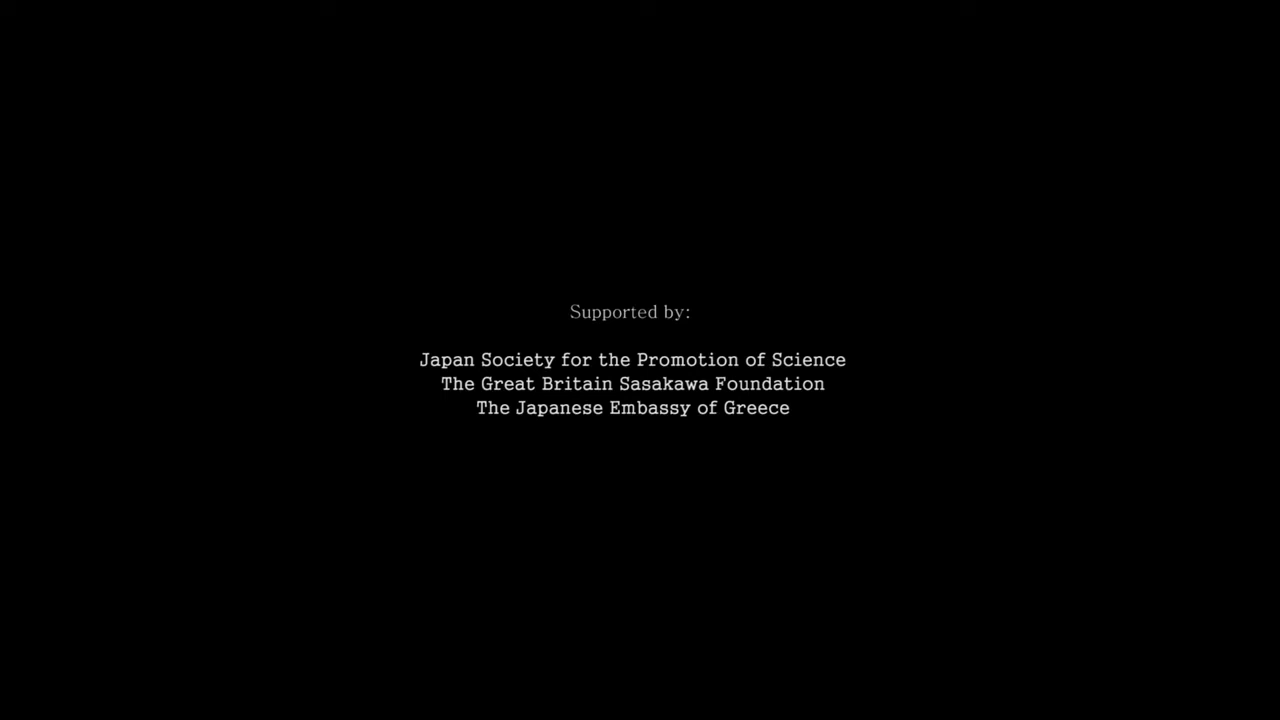 Supported by:
Japan Society for the Promotion of Science
The Great Britain Sasakawa Foundation
The Japanese Embassy of Greece